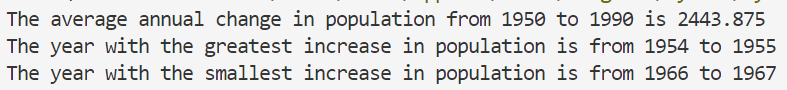 The average annual change in population from 1950 to 1990 is 2443.875
The year with the greatest increase in population is from 1954 to 1955
The year with the smallest increase in population is from 1966 to 1967